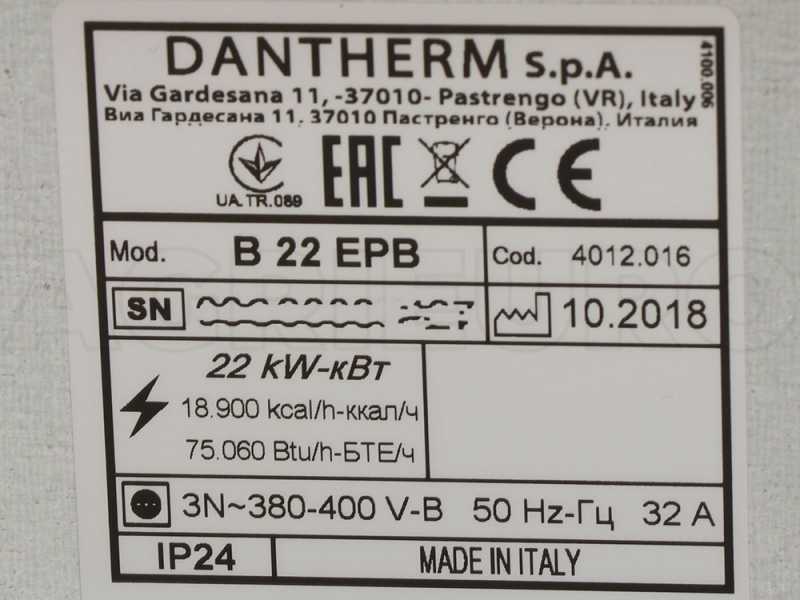 DANTHERM S.p.A.
4100.006
Via Gardesana 11, -37010- Pastrengo (VR), Italy
Виа Гардесана 11, 37010 Пастренго (Верона), Италия
UA.TR.089
EAC
CE
Mod. B 22 EPB
Cod. 4012.016
SN
10.2018
22 kW-кВт
18.900 kcal/h-ккал/ч
75.060 Btu/h-БТЕ/ч
3N~380-400 V-B 50 Hz-Гц 32 A
IP24
MADE IN ITALY
AGRIEURO